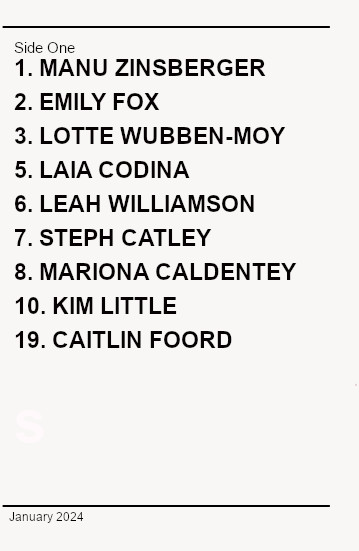 Side One
1. MANU ZINSBERGER
2. EMILY FOX
3. LOTTE WUBBEN-MOY
5. LAIA CODINA
6. LEAH WILLIAMSON
7. STEPH CATLEY
8. MARIONA CALDENTEY
10. KIM LITTLE
19. CAITLIN FOORD
S
January 2024